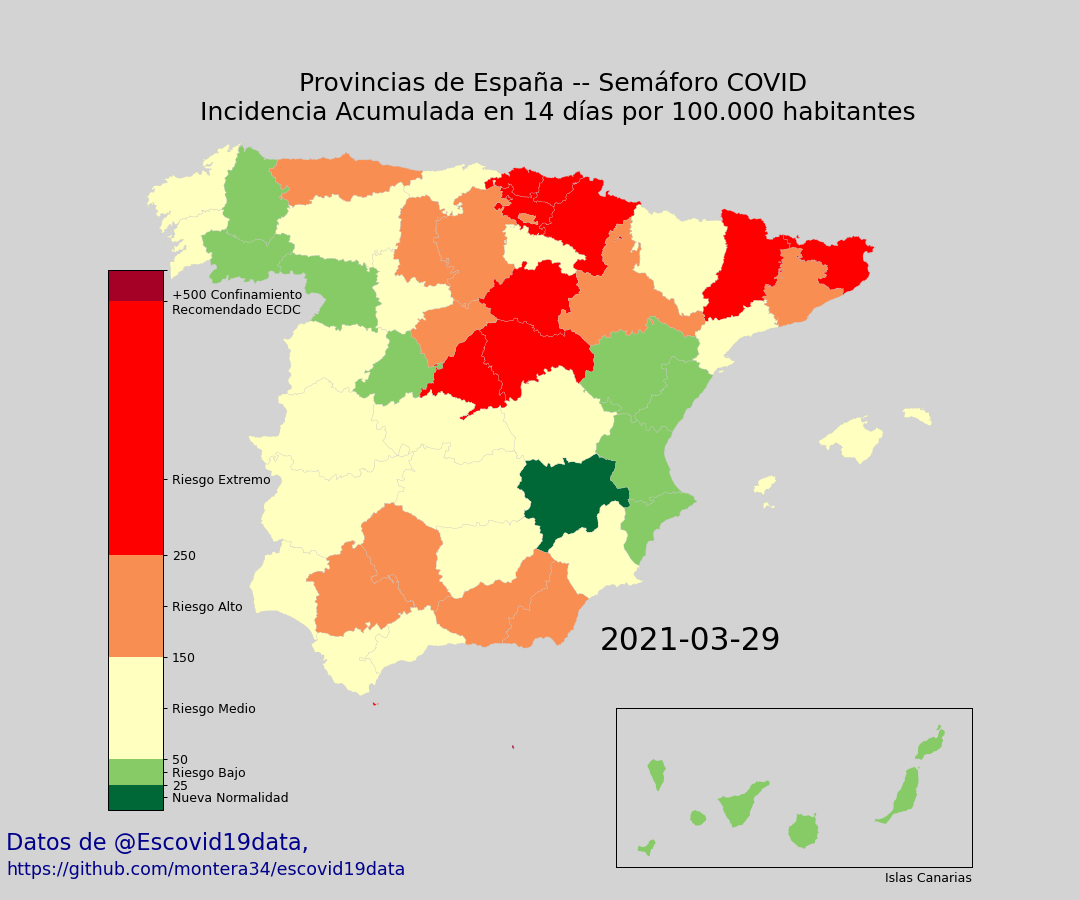 Provincias de España -- Semáforo COVID
Incidencia Acumulada en 14 días por 100.000 habitantes
+500 Confinamiento
Recomendado ECDC
Riesgo Extremo
250
Riesgo Alto
150
Riesgo Medio
50
Riesgo Bajo
25
Nueva Normalidad
2021-03-29
Islas Canarias
Datos de @Escovid19data,
https://github.com/montera34/escovid19data